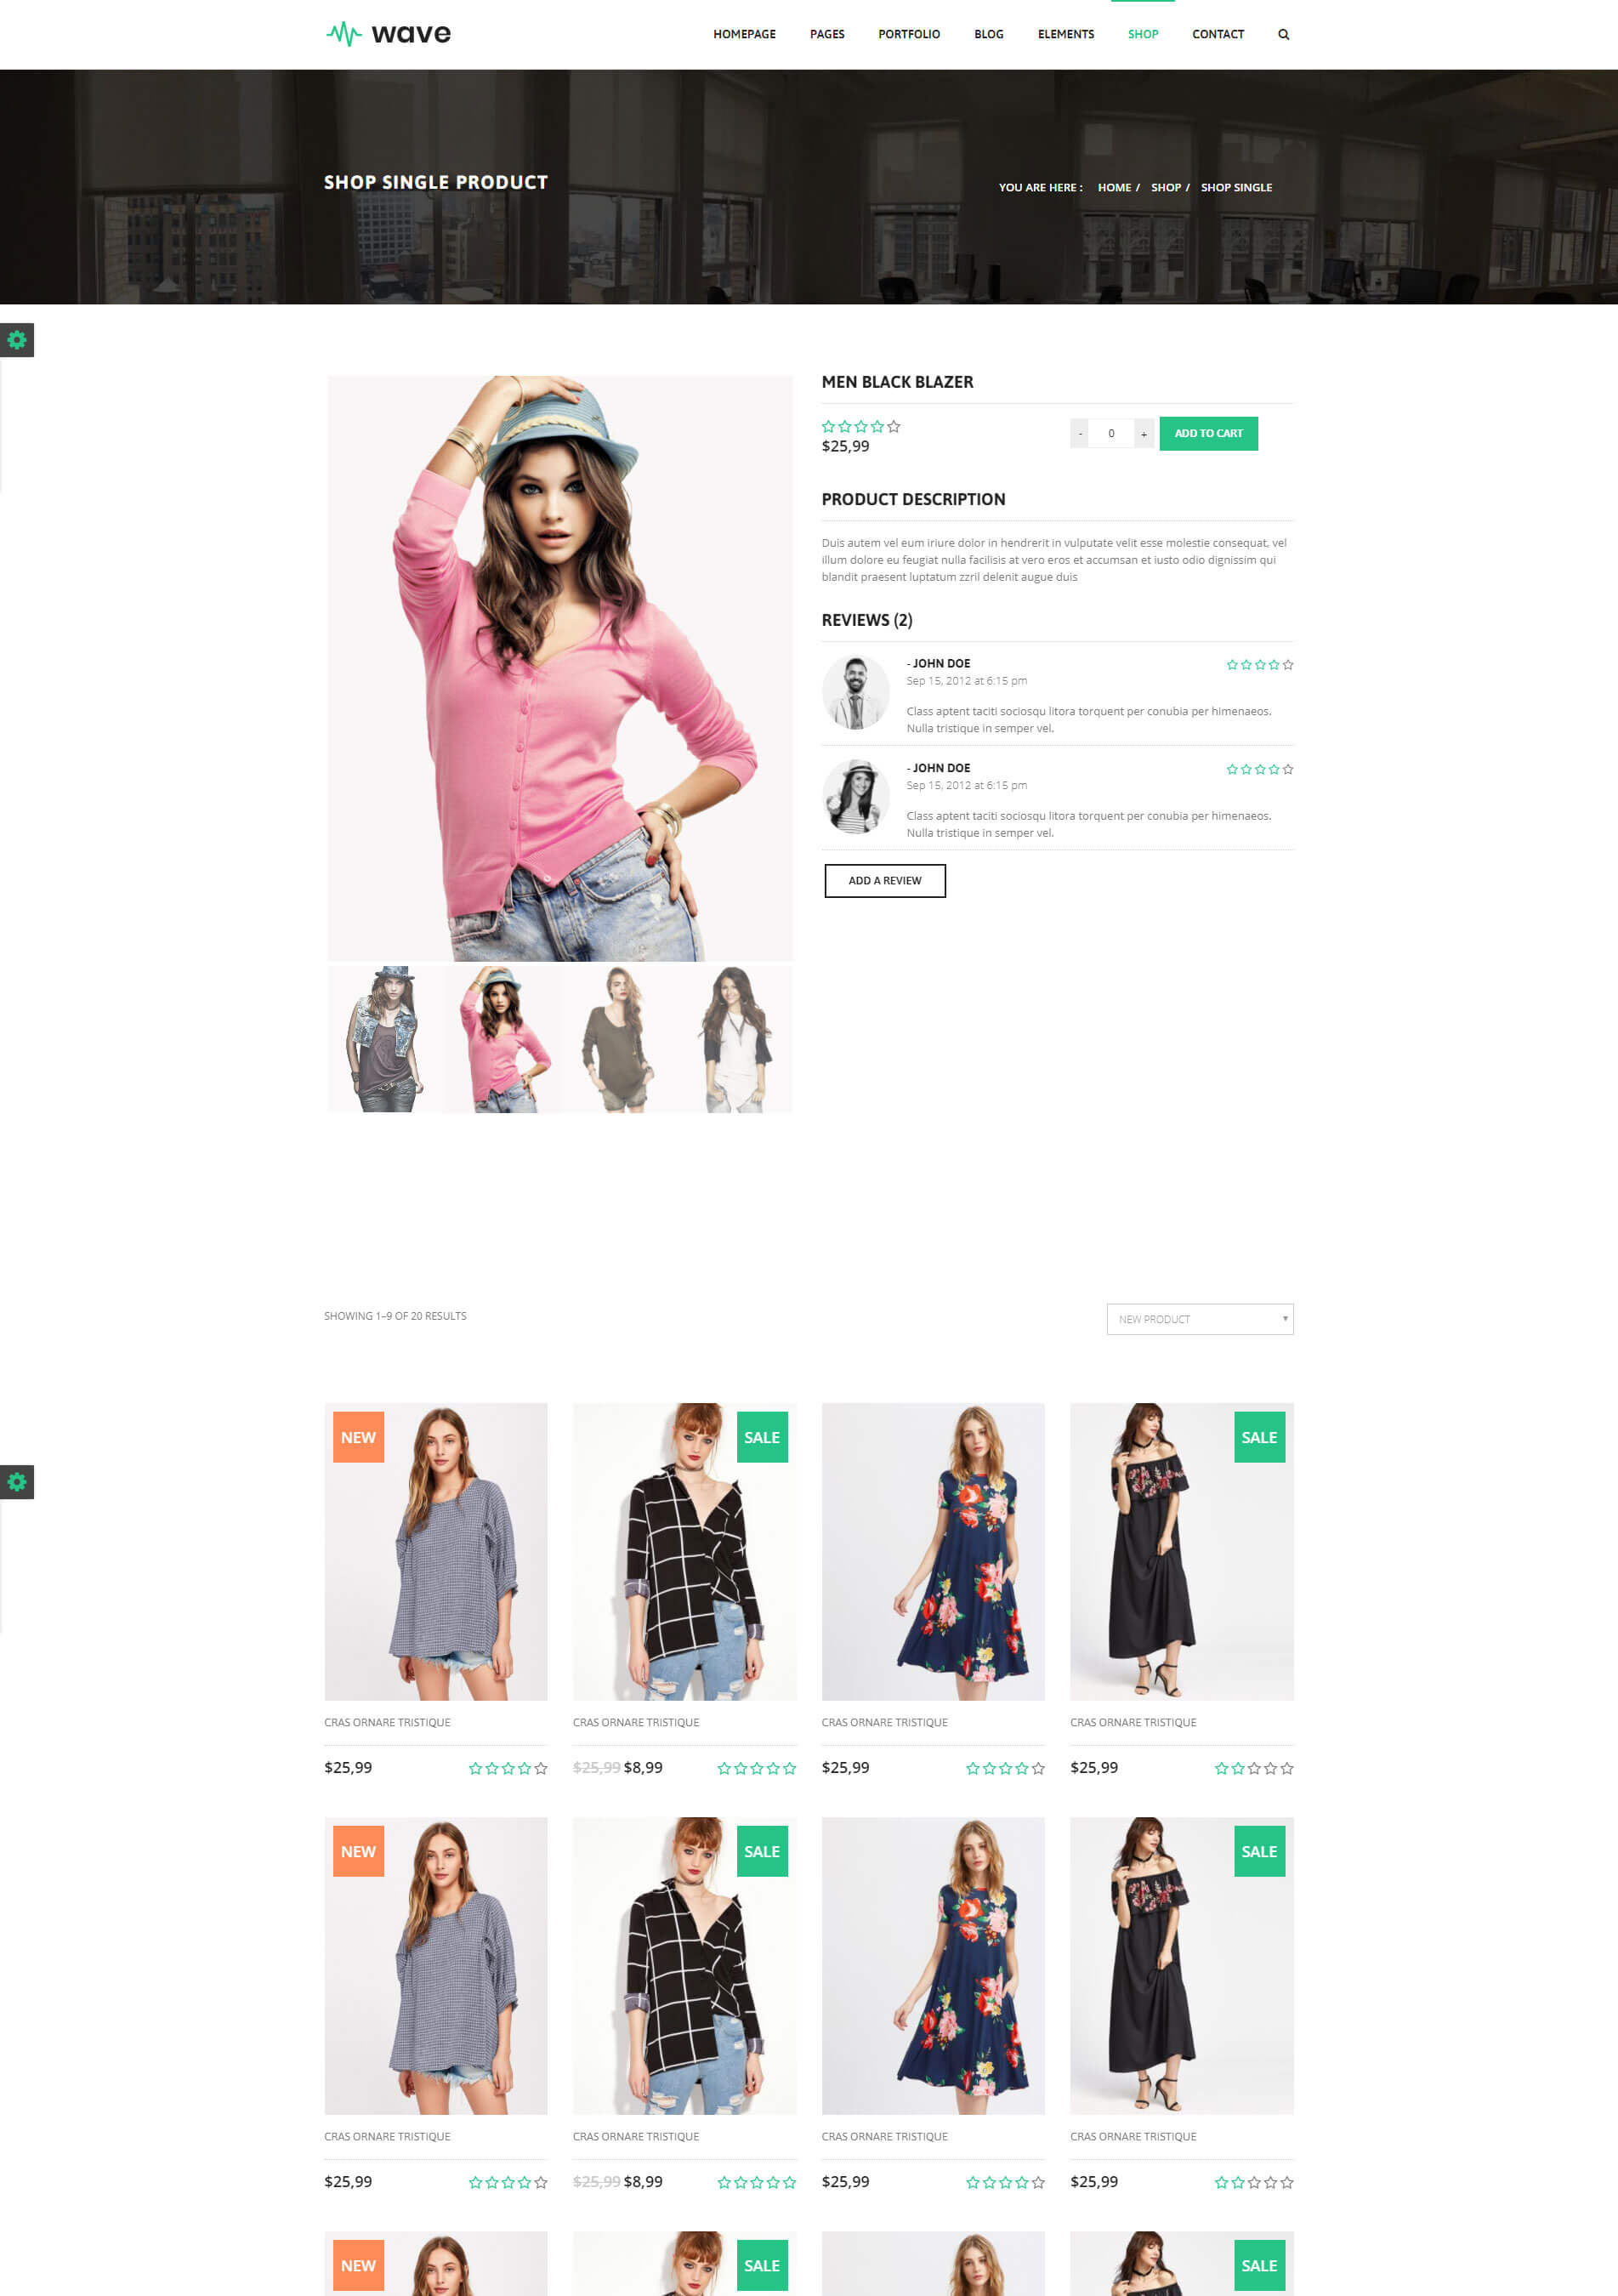 wave
HOMEPAGE PAGES PORTFOLIO BLOG ELEMENTS SHOP CONTACT
SHOP SINGLE PRODUCT
YOU ARE HERE : HOME / SHOP / SHOP SINGLE
MEN BLACK BLAZER
$25,99
- 0 + ADD TO CART
PRODUCT DESCRIPTION
Duis autem vel eum iriure dolor in hendrerit in vulputate velit esse molestie consequat, vel
illum dolore eu feugiat nulla facilisis at vero eros et accumsan et iusto odio dignissim qui
blandit praesent luptatum zzril delenit augue duis
REVIEWS (2)
- JOHN DOE
Sep 15, 2012 at 6:15 pm
Class aptent taciti sociosqu litora torquent per conubia per himenaeos.
Nulla tristique in semper vel.
- JOHN DOE
Sep 15, 2012 at 6:15 pm
Class aptent taciti sociosqu litora torquent per conubia per himenaeos.
Nulla tristique in semper vel.
ADD A REVIEW
SHOWING 1–9 OF 20 RESULTS
NEW PRODUCT
NEW SALE SALE
CRAS ORNARE TRISTIQUE CRAS ORNARE TRISTIQUE CRAS ORNARE TRISTIQUE CRAS ORNARE TRISTIQUE
$25,99 $25,99 $8,99 $25,99 $25,99
NEW SALE SALE
CRAS ORNARE TRISTIQUE CRAS ORNARE TRISTIQUE CRAS ORNARE TRISTIQUE CRAS ORNARE TRISTIQUE
$25,99 $25,99 $8,99 $25,99 $25,99
NEW SALE SALE